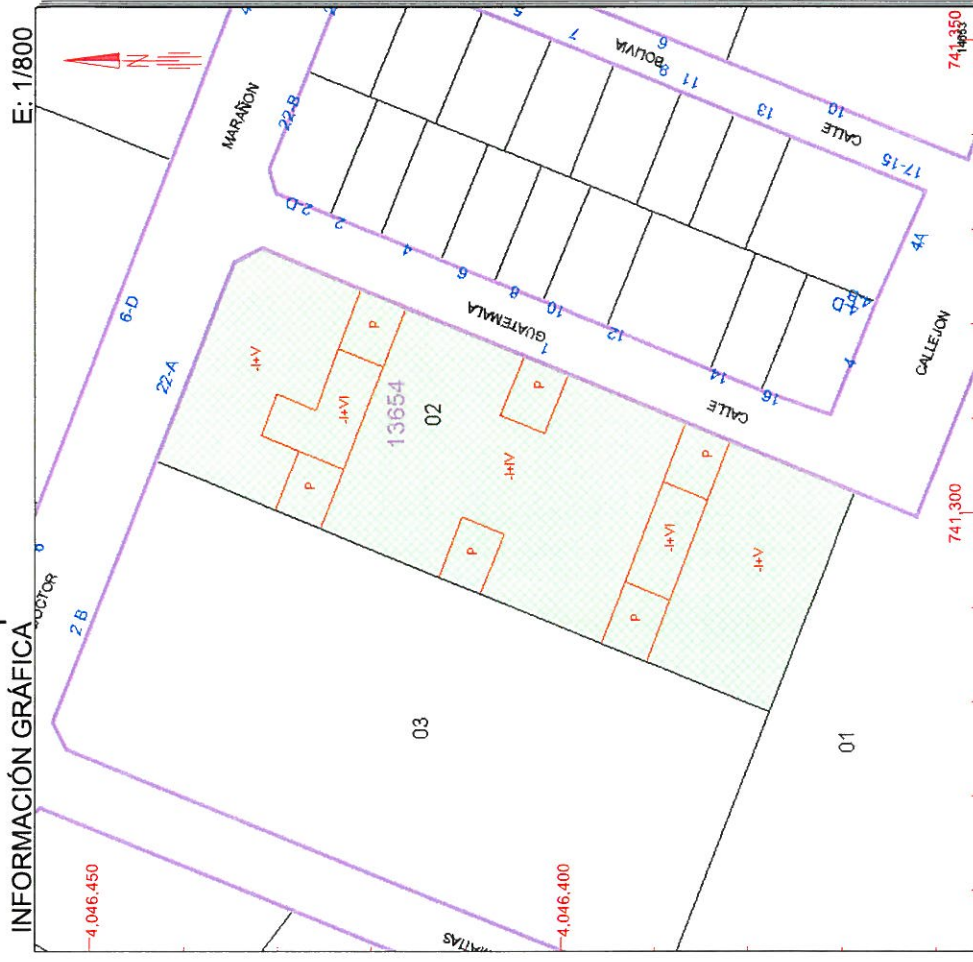 INFORMACIÓN GRÁFICA
E: 1/800
N
MARAÑON
22-B
6-D
22-A
2 B
2-D
2
4
6
8
10
12
14
16
1
GUATEMALA
CALLE
5
7
9
11
13
17-15
6
10
BOLIVIA
CALLE
4A
4
CALLEJON
-I+V
P
-I+VI
P
13654
02
P
-I+IV
P
P
-I+VI
P
-I+V
03
01
4,046,450
4,046,400
741,300
741,350